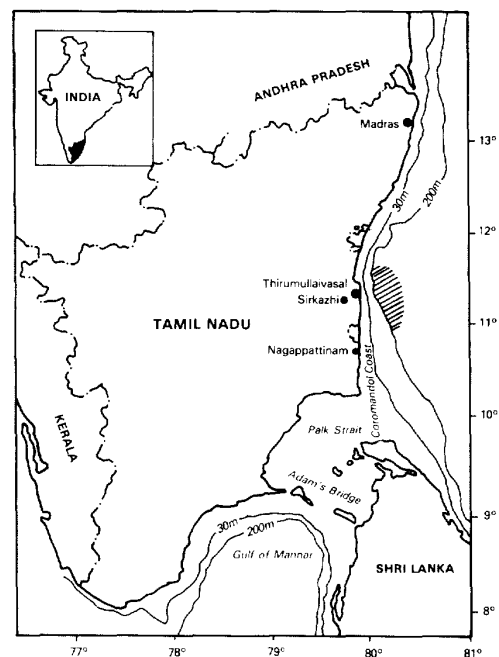 INDIA
ANDHRA PRADESH
Madras
13°
30m
200m
12°
Thirumullaivasal
Sirkazhi
11°
TAMIL NADU
Nagappattinam
Coromandol Coast
10°
KERALA
Palk Strait
Adam's Bridge
9°
30m
200m
Gulf of Mannar
SHRI LANKA
8°
77°
78°
79°
80°
81°